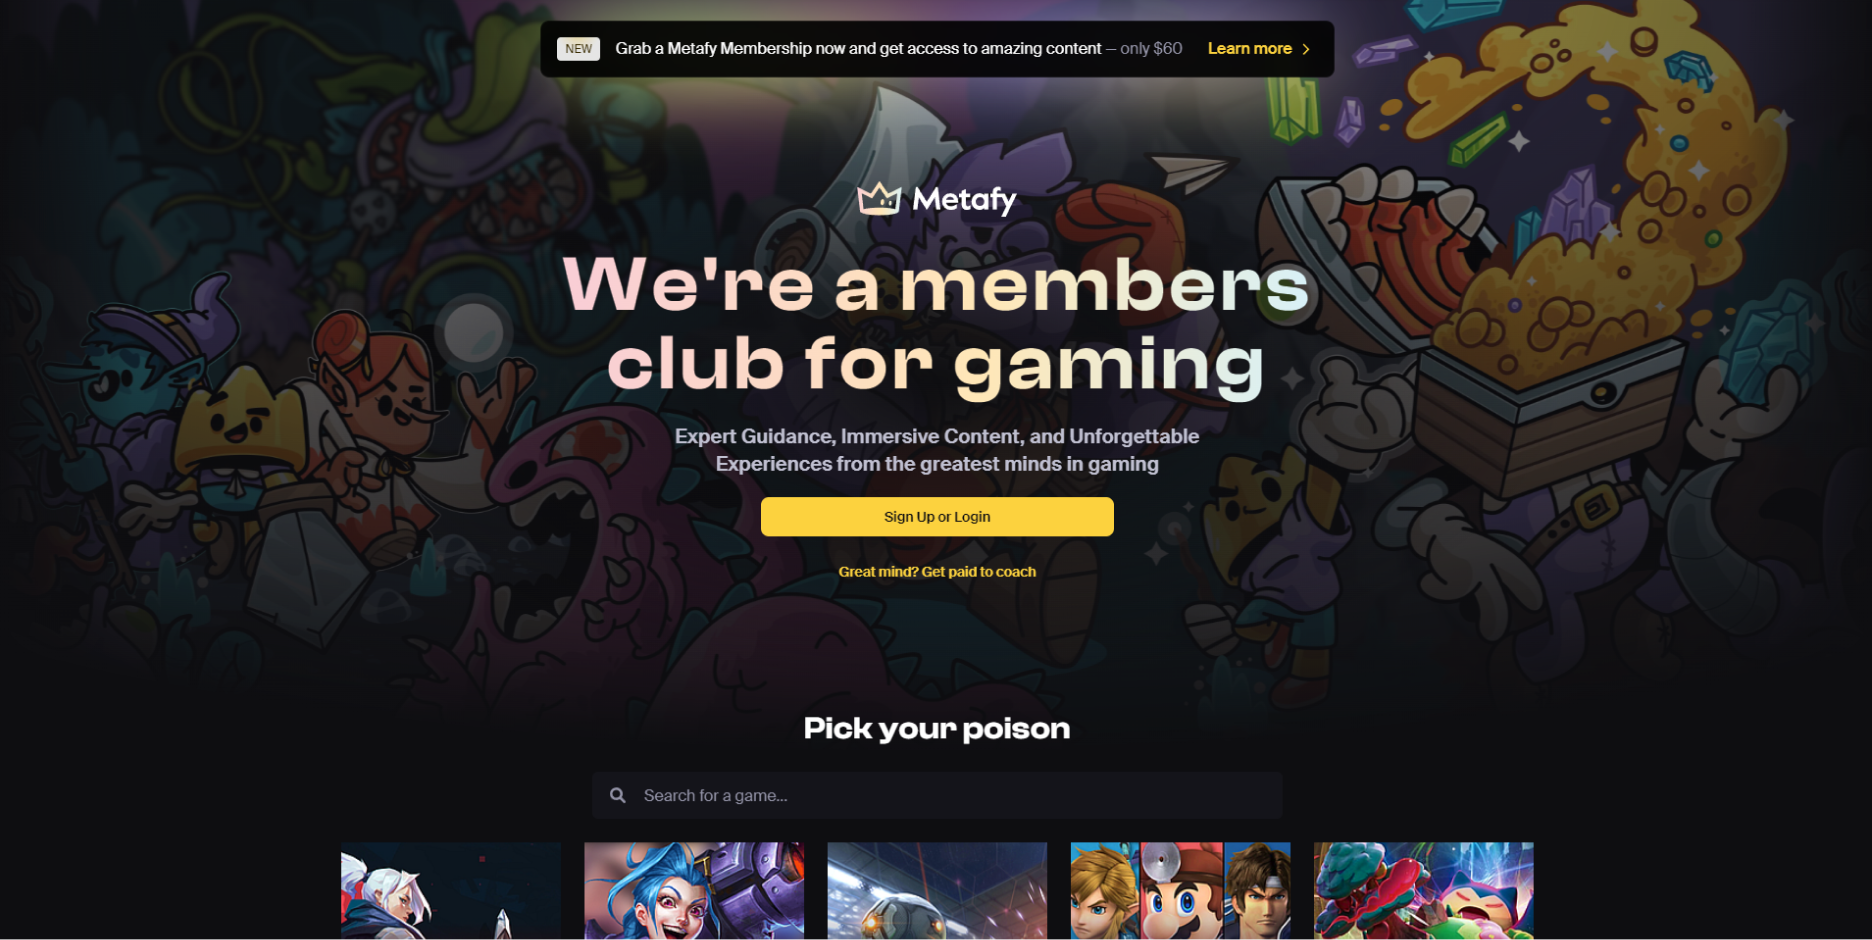 NEW Grab a Metafy Membership now and get access to amazing content — only $60 Learn more
Metafy
We're a members
club for gaming
Expert Guidance, Immersive Content, and Unforgettable
Experiences from the greatest minds in gaming
Sign Up or Login
Great mind? Get paid to coach
Pick your poison
Search for a game...